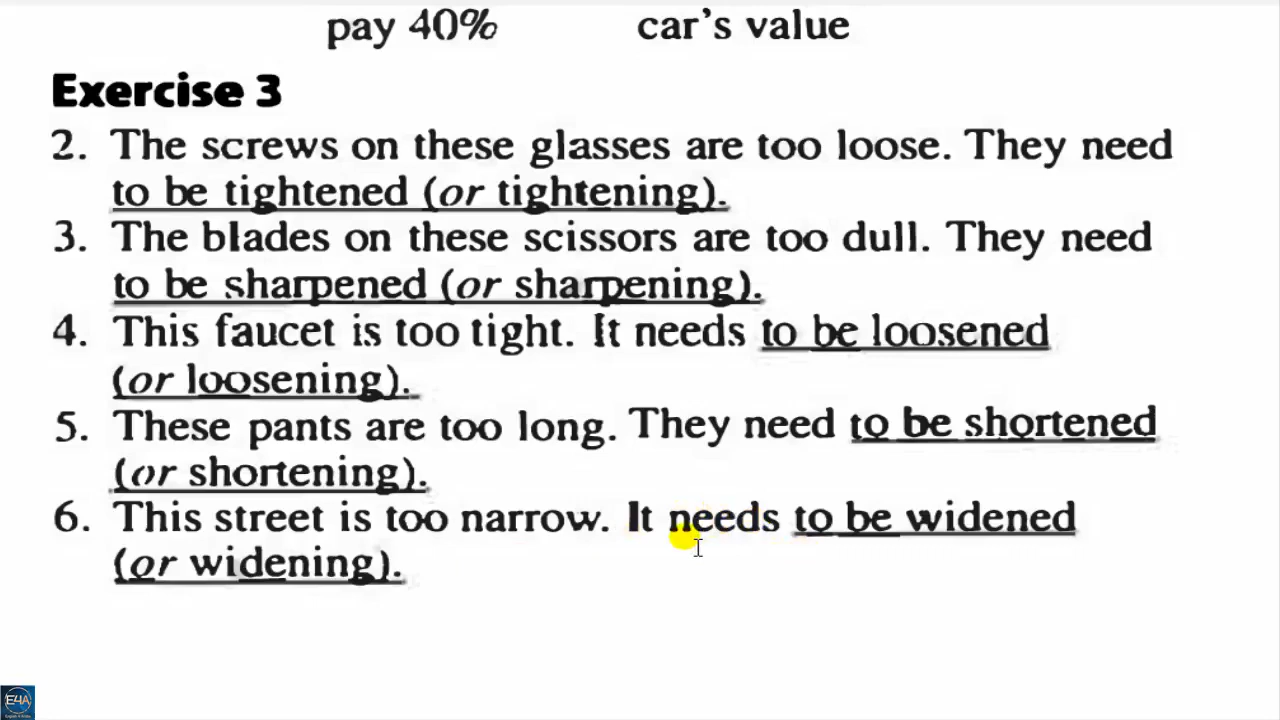 pay 40% car's value
Exercise 3
2. The screws on these glasses are too loose. They need
to be tightened (or tightening).
3. The blades on these scissors are too dull. They need
to be sharpened (or sharpening).
4. This faucet is too tight. It needs to be loosened
(or loosening).
5. These pants are too long. They need to be shortened
(or shortening).
6. This street is too narrow. It needs to be widened
(or widening).
E4A